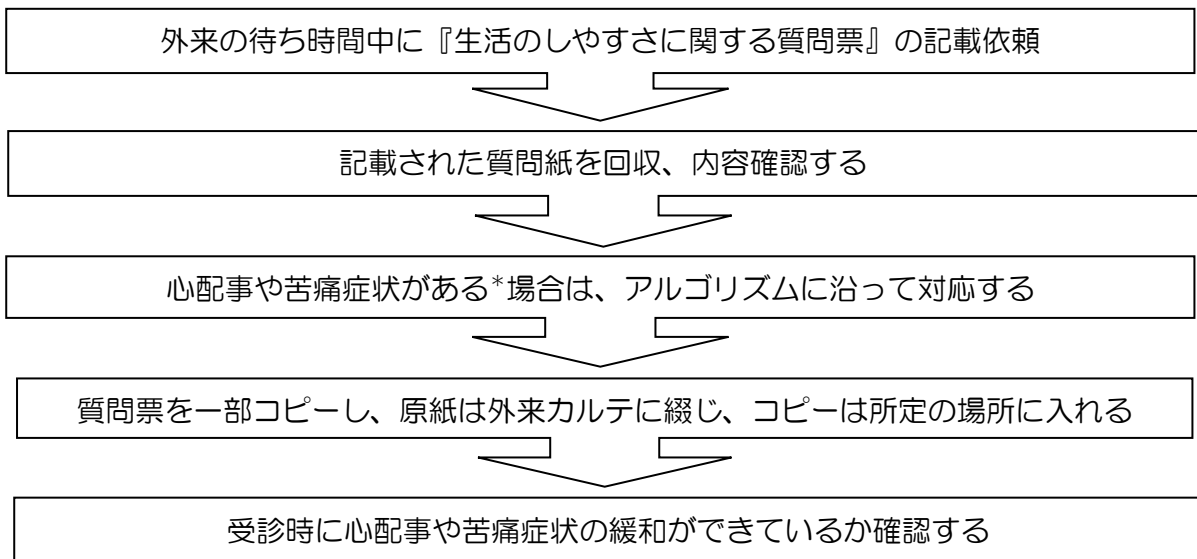 外来の待ち時間中に『生活のしやすさに関する質問票』の記載依頼
記載された質問紙を回収、内容確認する
心配事や苦痛症状がある*場合は、アルゴリズムに沿って対応する
質問票を一部コピーし、原紙は外来カルテに綴じ、コピーは所定の場所に入れる
受診時に心配事や苦痛症状の緩和ができているか確認する